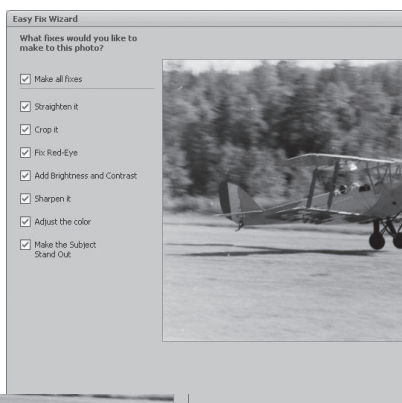 Easy Fix Wizard
What fixes would you like to
make to this photo?
Make all fixes
Straighten it
Crop it
Fix Red-Eye
Add Brightness and Contrast
Sharpen it
Adjust the color
Make the Subject
Stand Out